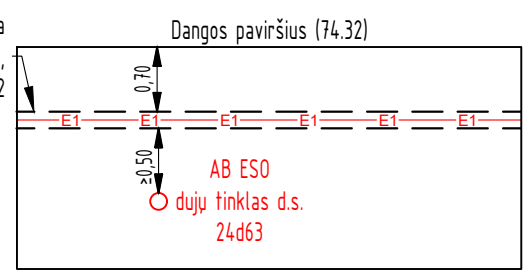 Dangos paviršius (74.32)
a
,
2
0,70
E1 E1 E1 E1 E1 E1
≥0,50
AB ESO
dujų tinklas d.s.
24d63